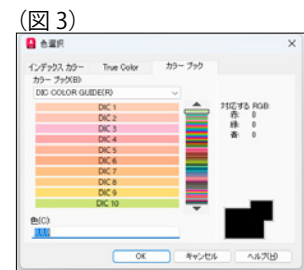 (図 3)
色選択
インデックス カラー True Color カラー ブック
カラー ブック(B)
DIC COLOR GUIDE(R)
DIC 1
DIC 2
DIC 3
DIC 4
DIC 5
DIC 6
DIC 7
DIC 8
DIC 9
DIC 10
対応する RGB:
赤: 0
緑: 0
青: 0
色(C):
0,0,0
OK キャンセル ヘルプ(H)